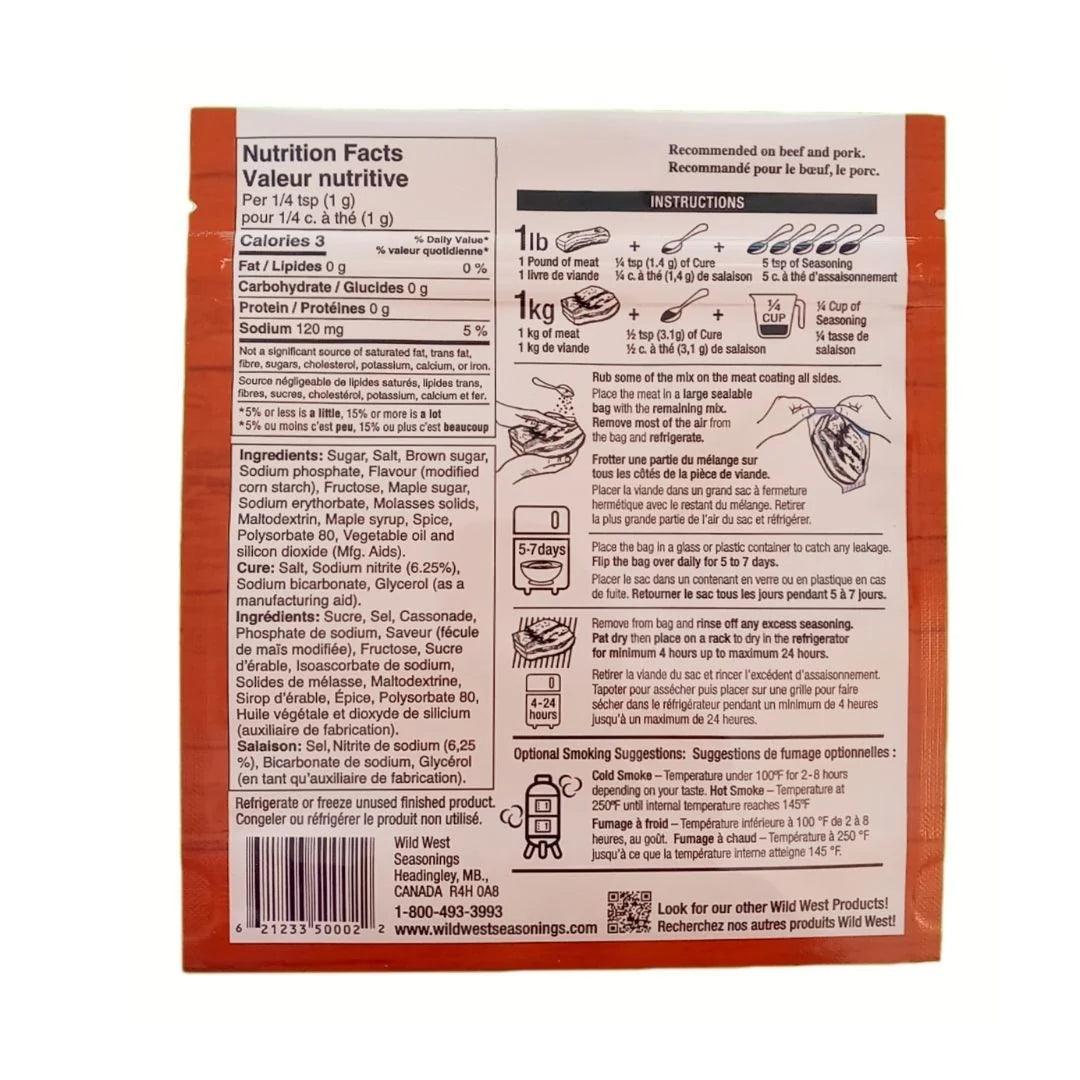 Nutrition Facts
Valeur nutritive
Per 1/4 tsp (1 g)
pour 1/4 c. à thé (1 g)
Calories 3
% Daily Value*
% valeur quotidienne*
Fat / Lipides 0 g 0 %
Carbohydrate / Glucides 0 g
Protein / Protéines 0 g
Sodium 120 mg 5 %
Not a significant source of saturated fat, trans fat,
fibre, sugars, cholesterol, potassium, calcium, or iron.
Source négligeable de lipides saturés, lipides trans,
fibres, sucres, cholestérol, potassium, calcium et fer.
*5% or less is a little, 15% or more is a lot
*5% ou moins c'est peu, 15% ou plus c'est beaucoup
Ingredients: Sugar, Salt, Brown sugar,
Sodium phosphate, Flavour (modified
corn starch), Fructose, Maple sugar,
Sodium erythorbate, Molasses solids,
Maltodextrin, Maple syrup, Spice,
Polysorbate 80, Vegetable oil and
silicon dioxide (Mfg. Aids).
Cure: Salt, Sodium nitrite (6.25%),
Sodium bicarbonate, Glycerol (as a
manufacturing aid).
Ingrédients: Sucre, Sel, Cassonade,
Phosphate de sodium, Saveur (fécule
de maïs modifiée), Fructose, Sucre
d'érable, Isoascorbate de sodium,
Solides de mélasse, Maltodextrine,
Sirop d'érable, Épice, Polysorbate 80,
Huile végétale et dioxyde de silicium
(auxiliaire de fabrication).
Salaison: Sel, Nitrite de sodium (6,25
%), Bicarbonate de sodium, Glycérol
(en tant qu'auxiliaire de fabrication).
Refrigerate or freeze unused finished product.
Congeler ou réfrigérer le produit non utilisé.
6 21233 50002 2
Wild West
Seasonings
Headingley, MB.,
CANADA R4H 0A8
1-800-493-3993
www.wildwestseasonings.com
Recommended on beef and pork.
Recommandé pour le bœuf, le porc.
INSTRUCTIONS
1lb + +
1 Pound of meat ¼ tsp (1.4 g) of Cure 5 tsp of Seasoning
1 livre de viande ¼ c. à thé (1,4 g) de salaison 5 c. à thé d'assaisonnement
1kg + + ¼ CUP
1 kg of meat ½ tsp (3.1g) of Cure
1 kg de viande ½ c. à thé (3,1 g) de salaison
¼ Cup of
Seasoning
¼ tasse de
salaison
Rub some of the mix on the meat coating all sides.
Place the meat in a large sealable
bag with the remaining mix.
Remove most of the air from
the bag and refrigerate.
Frotter une partie du mélange sur
tous les côtés de la pièce de viande.
Placer la viande dans un grand sac à fermeture
hermétique avec le restant du mélange. Retirer
la plus grande partie de l'air du sac et réfrigérer.
5-7days
Place the bag in a glass or plastic container to catch any leakage.
Flip the bag over daily for 5 to 7 days.
Placer le sac dans un contenant en verre ou en plastique en cas
de fuite. Retourner le sac tous les jours pendant 5 à 7 jours.
Remove from bag and rinse off any excess seasoning.
Pat dry then place on a rack to dry in the refrigerator
for minimum 4 hours up to maximum 24 hours.
4-24
hours
Retirer la viande du sac et rincer l'excédent d'assaisonnement.
Tapoter pour assécher puis placer sur une grille pour faire
sécher dans le réfrigérateur pendant un minimum de 4 heures
jusqu'à un maximum de 24 heures.
Optional Smoking Suggestions: Suggestions de fumage optionnelles :
Cold Smoke – Temperature under 100°F for 2-8 hours
depending on your taste. Hot Smoke – Temperature at
250°F until internal temperature reaches 145°F
Fumage à froid – Température inférieure à 100 °F de 2 à 8
heures, au goût. Fumage à chaud – Température à 250 °F
jusqu'à ce que la température interne atteigne 145 °F.
Look for our other Wild West Products!
Recherchez nos autres produits Wild West!